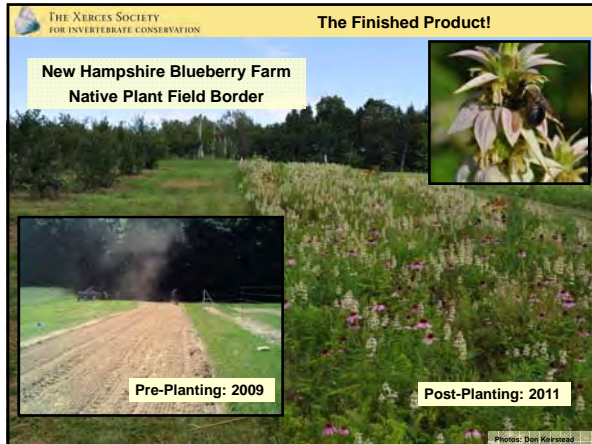 THE XERCES SOCIETY
FOR INVERTEBRATE CONSERVATION
The Finished Product!
New Hampshire Blueberry Farm
Native Plant Field Border
Pre-Planting: 2009
Post-Planting: 2011
Photos: Don Keirstead